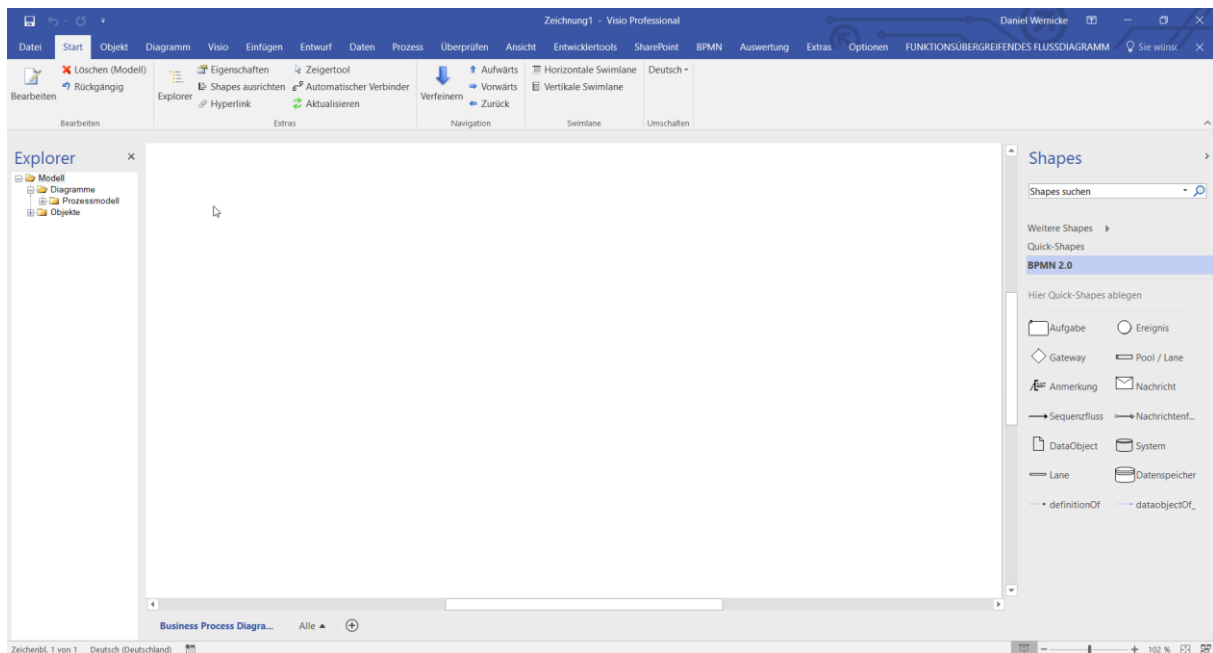 Zeichnung1 - Visio Professional
Daniel Wernicke
Datei Start Objekt Diagramm Visio Einfügen Entwurf Daten Prozess Überprüfen Ansicht Entwicklertools SharePoint BPMN Auswertung Extras Optionen FUNKTIONSÜBERGREIFENDES FLUSSDIAGRAMM Sie wünsc
Bearbeiten
Löschen (Modell)
Rückgängig
Bearbeiten
Explorer
Eigenschaften
Shapes ausrichten
Hyperlink
Zeigertool
Automatischer Verbinder
Aktualisieren
Extras
Verfeinern
Aufwärts
Vorwärts
Zurück
Navigation
Horizontale Swimlane
Vertikale Swimlane
Swimlane
Deutsch
Umschalten
Explorer
Modell
Diagramme
Prozessmodell
Objekte
Shapes
Shapes suchen
Weitere Shapes
Quick-Shapes
BPMN 2.0
Hier Quick-Shapes ablegen
Aufgabe Ereignis
Gateway Pool / Lane
Anmerkung Nachricht
Sequenzfluss Nachrichtenf...
DataObject System
Lane Datenspeicher
definitionOf dataobjectOf_
Business Process Diagra... Alle
Zeichenbl. 1 von 1 Deutsch (Deutschland) 102 %